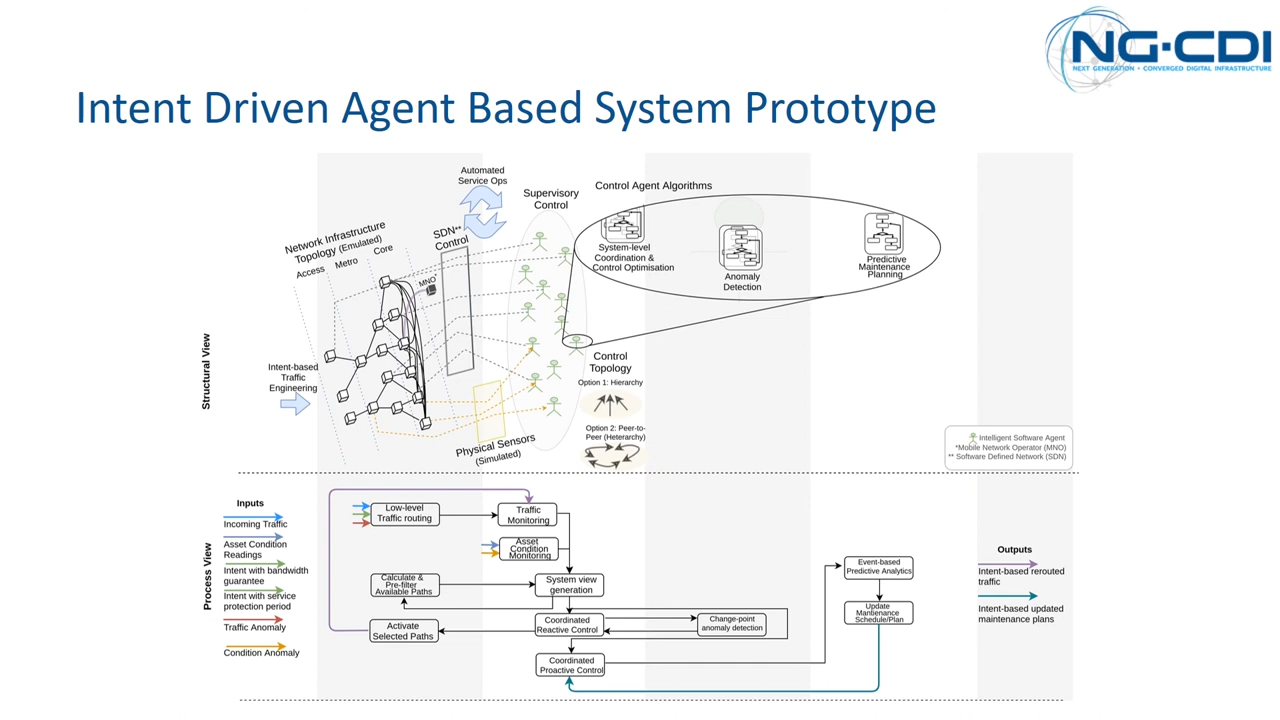 NG·CDI
NEXT GENERATION · CONVERGED DIGITAL INFRASTRUCTURE
Intent Driven Agent Based System Prototype
Automated
Service Ops
Supervisory
Control
Control Agent Algorithms
Network Infrastructure
Topology (Emulated)
Access
Metro
Core
SDN**
Control
MNO*
System-level
Coordination &
Control Optimisation
Anomaly
Detection
Predictive
Maintenance
Planning
Structural View
Intent-based
Traffic
Engineering
Control
Topology
Option 1: Hierarchy
Option 2: Peer-to-
Peer (Heterarchy)
Physical Sensors
(Simulated)
Intelligent Software Agent
*Mobile Network Operator (MNO)
** Software Defined Network (SDN)
Process View
Inputs
Incoming Traffic
Asset Condition
Readings
Intent with bandwidth
guarantee
Intent with service
protection period
Traffic Anomaly
Condition Anomaly
Low-level
Traffic routing
Traffic
Monitoring
Asset
Condition
Monitoring
Calculate &
Pre-filter
Available Paths
System view
generation
Activate
Selected Paths
Coordinated
Reactive Control
Change-point
anomaly detection
Coordinated
Proactive Control
Event-based
Predictive Analytics
Update
Mantienance
Schedule/Plan
Outputs
Intent-based rerouted
traffic
Intent-based updated
maintenance plans